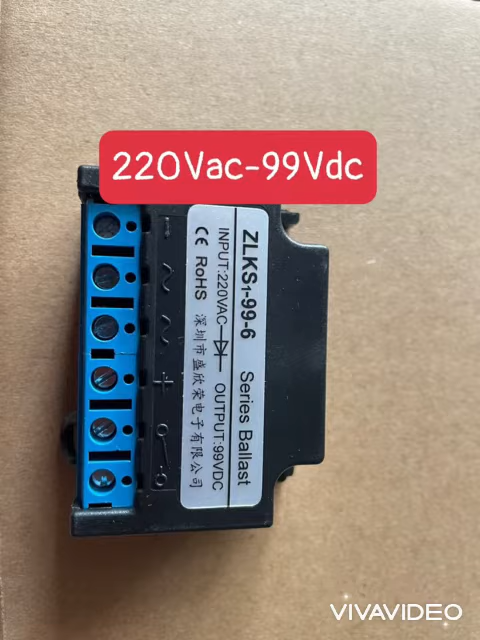 220Vac-99Vdc
ZLKS1-99-6 Series Ballast
INPUT:220VAC OUTPUT:99VDC
CE RoHS 深圳市盛欣荣电子有限公司
- ~ ~ +
VIVAVIDEO